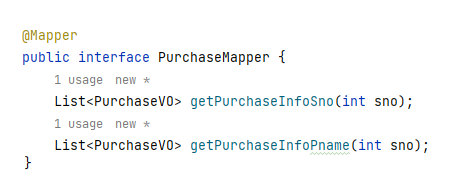 @Mapper
public interface PurchaseMapper {
1 usage new *
List<PurchaseVO> getPurchaseInfoSno(int sno);
1 usage new *
List<PurchaseVO> getPurchaseInfoPname(int sno);
}